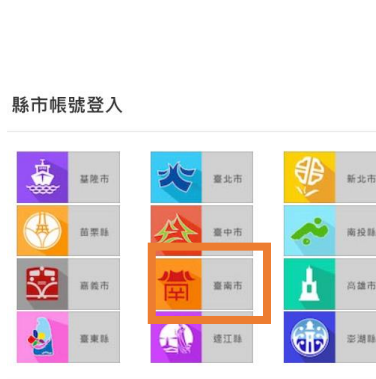 縣市帳號登入
基隆市 臺北市 新北市
苗栗縣 臺中市 南投縣
嘉義市 臺南市 高雄市
臺東縣 連江縣 澎湖縣